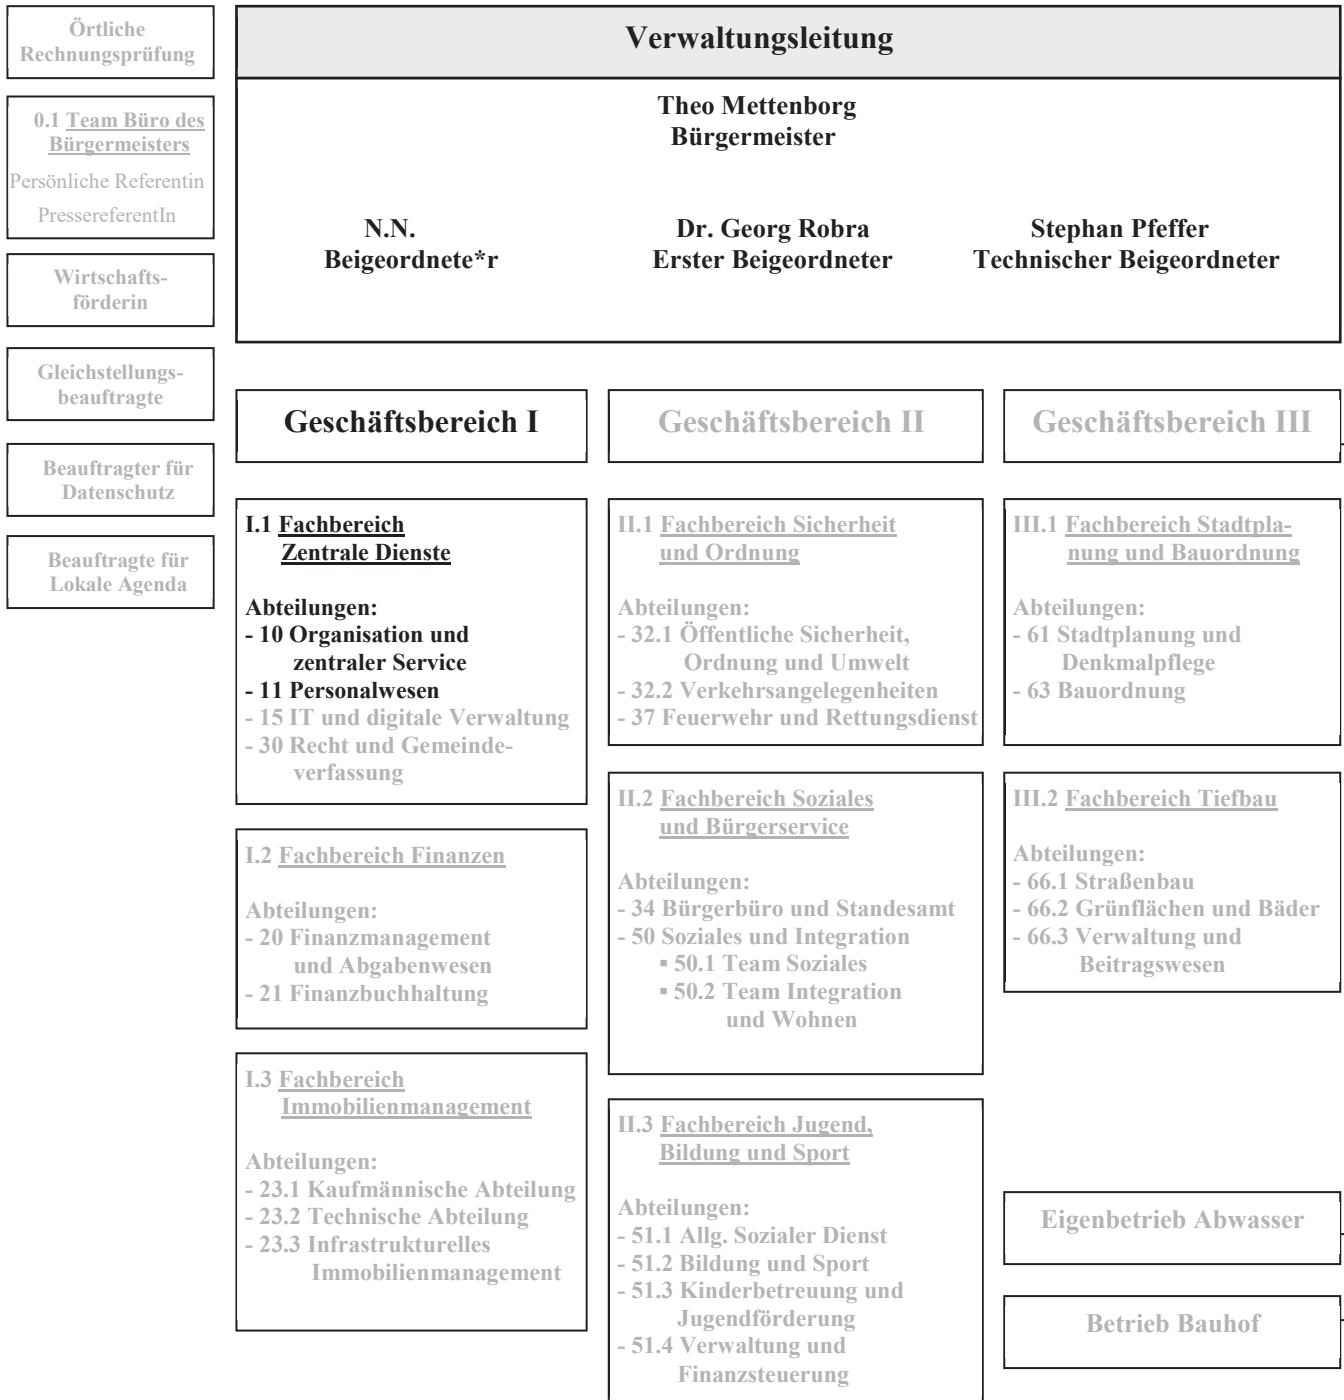 Örtliche
Rechnungsprüfung
0.1 Team Büro des
Bürgermeisters
Persönliche Referentin
PressereferentIn
Wirtschafts-
förderin
Gleichstellungs-
beauftragte
Beauftragter für
Datenschutz
Beauftragte für
Lokale Agenda
Verwaltungsleitung
Theo Mettenborg
Bürgermeister
N.N.
Beigeordnete*r
Dr. Georg Robra
Erster Beigeordneter
Stephan Pfeffer
Technischer Beigeordneter
Geschäftsbereich I
I.1 Fachbereich
Zentrale Dienste
Abteilungen:
- 10 Organisation und
zentraler Service
- 11 Personalwesen
- 15 IT und digitale Verwaltung
- 30 Recht und Gemeinde-
verfassung
I.2 Fachbereich Finanzen
Abteilungen:
- 20 Finanzmanagement
und Abgabenwesen
- 21 Finanzbuchhaltung
I.3 Fachbereich
Immobilienmanagement
Abteilungen:
- 23.1 Kaufmännische Abteilung
- 23.2 Technische Abteilung
- 23.3 Infrastrukturelles
Immobilienmanagement
Geschäftsbereich II
II.1 Fachbereich Sicherheit
und Ordnung
Abteilungen:
- 32.1 Öffentliche Sicherheit,
Ordnung und Umwelt
- 32.2 Verkehrsangelegenheiten
- 37 Feuerwehr und Rettungsdienst
II.2 Fachbereich Soziales
und Bürgerservice
Abteilungen:
- 34 Bürgerbüro und Standesamt
- 50 Soziales und Integration
▪ 50.1 Team Soziales
▪ 50.2 Team Integration
und Wohnen
II.3 Fachbereich Jugend,
Bildung und Sport
Abteilungen:
- 51.1 Allg. Sozialer Dienst
- 51.2 Bildung und Sport
- 51.3 Kinderbetreuung und
Jugendförderung
- 51.4 Verwaltung und
Finanzsteuerung
Geschäftsbereich III
III.1 Fachbereich Stadtpla-
nung und Bauordnung
Abteilungen:
- 61 Stadtplanung und
Denkmalpflege
- 63 Bauordnung
III.2 Fachbereich Tiefbau
Abteilungen:
- 66.1 Straßenbau
- 66.2 Grünflächen und Bäder
- 66.3 Verwaltung und
Beitragswesen
Eigenbetrieb Abwasser
Betrieb Bauhof